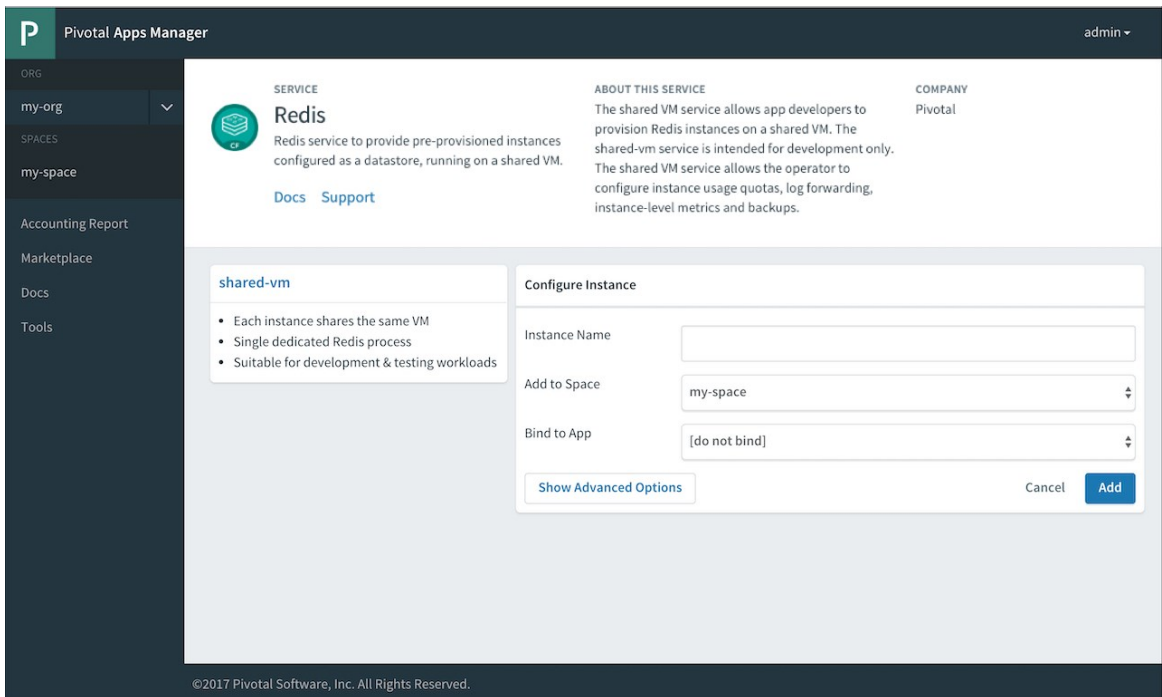 P
Pivotal Apps Manager
admin
ORG
my-org
SPACES
my-space
Accounting Report
Marketplace
Docs
Tools
CF
SERVICE
Redis
Redis service to provide pre-provisioned instances
configured as a datastore, running on a shared VM.
Docs Support
ABOUT THIS SERVICE
The shared VM service allows app developers to
provision Redis instances on a shared VM. The
shared-vm service is intended for development only.
The shared VM service allows the operator to
configure instance usage quotas, log forwarding,
instance-level metrics and backups.
COMPANY
Pivotal
shared-vm
• Each instance shares the same VM
• Single dedicated Redis process
• Suitable for development & testing workloads
Configure Instance
Instance Name
Add to Space
my-space
Bind to App
[do not bind]
Show Advanced Options
Cancel
Add
©2017 Pivotal Software, Inc. All Rights Reserved.